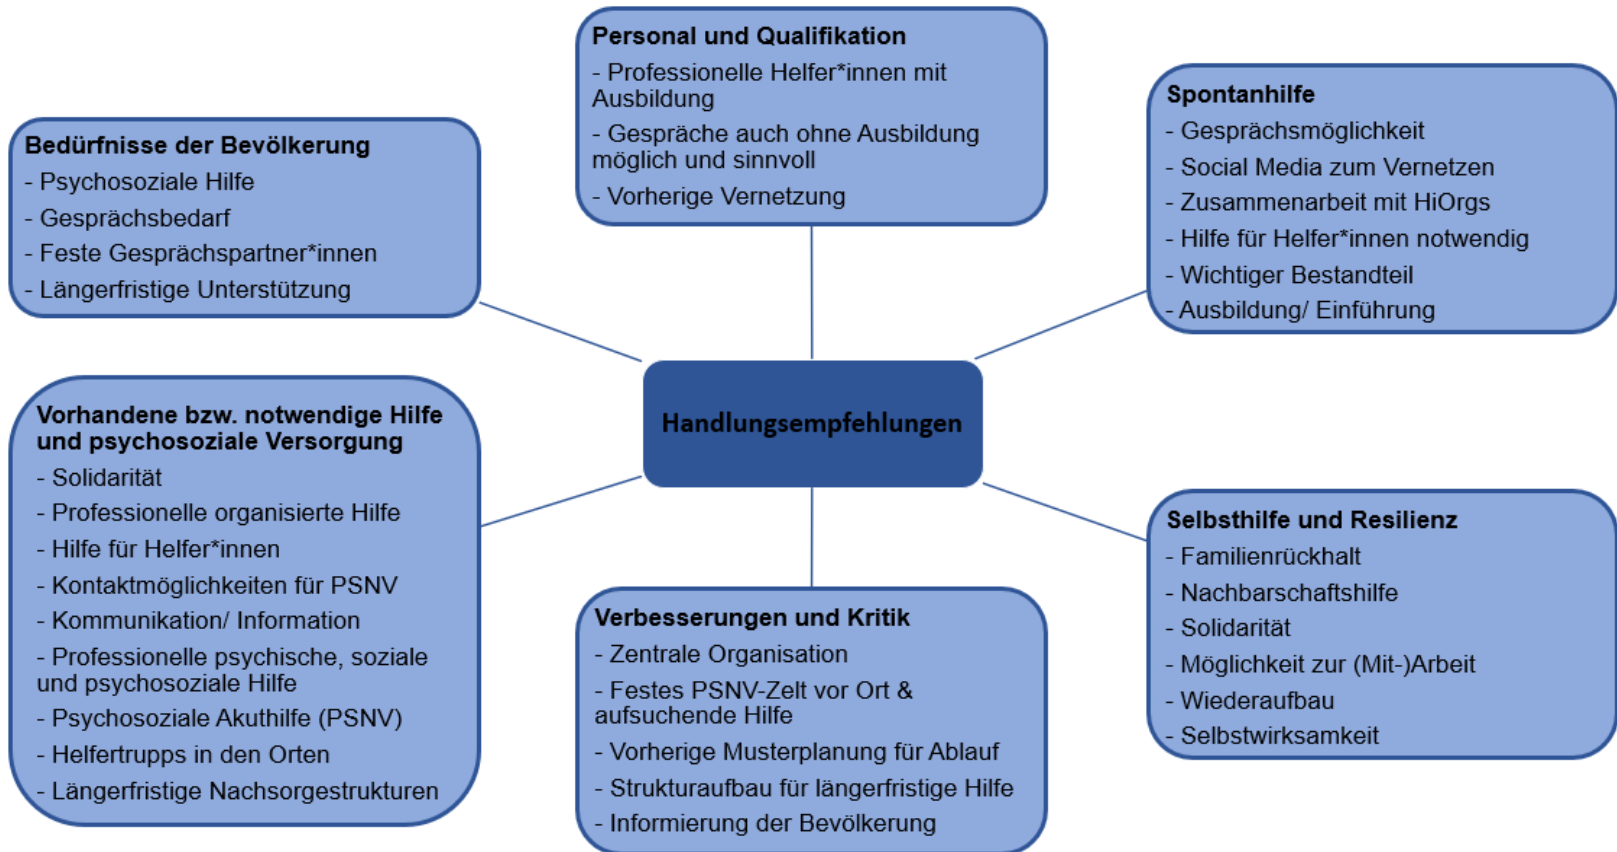 Personal und Qualifikation
- Professionelle Helfer*innen mit
Ausbildung
- Gespräche auch ohne Ausbildung
möglich und sinnvoll
- Vorherige Vernetzung
Bedürfnisse der Bevölkerung
- Psychosoziale Hilfe
- Gesprächsbedarf
- Feste Gesprächspartner*innen
- Längerfristige Unterstützung
Spontanhilfe
- Gesprächsmöglichkeit
- Social Media zum Vernetzen
- Zusammenarbeit mit HiOrgs
- Hilfe für Helfer*innen notwendig
- Wichtiger Bestandteil
- Ausbildung/ Einführung
Handlungsempfehlungen
Vorhandene bzw. notwendige Hilfe
und psychosoziale Versorgung
- Solidarität
- Professionelle organisierte Hilfe
- Hilfe für Helfer*innen
- Kontaktmöglichkeiten für PSNV
- Kommunikation/ Information
- Professionelle psychische, soziale
und psychosoziale Hilfe
- Psychosoziale Akuthilfe (PSNV)
- Helfertrupps in den Orten
- Längerfristige Nachsorgestrukturen
Verbesserungen und Kritik
- Zentrale Organisation
- Festes PSNV-Zelt vor Ort &
aufsuchende Hilfe
- Vorherige Musterplanung für Ablauf
- Strukturaufbau für längerfristige Hilfe
- Informierung der Bevölkerung
Selbsthilfe und Resilienz
- Familienrückhalt
- Nachbarschaftshilfe
- Solidarität
- Möglichkeit zur (Mit-)Arbeit
- Wiederaufbau
- Selbstwirksamkeit